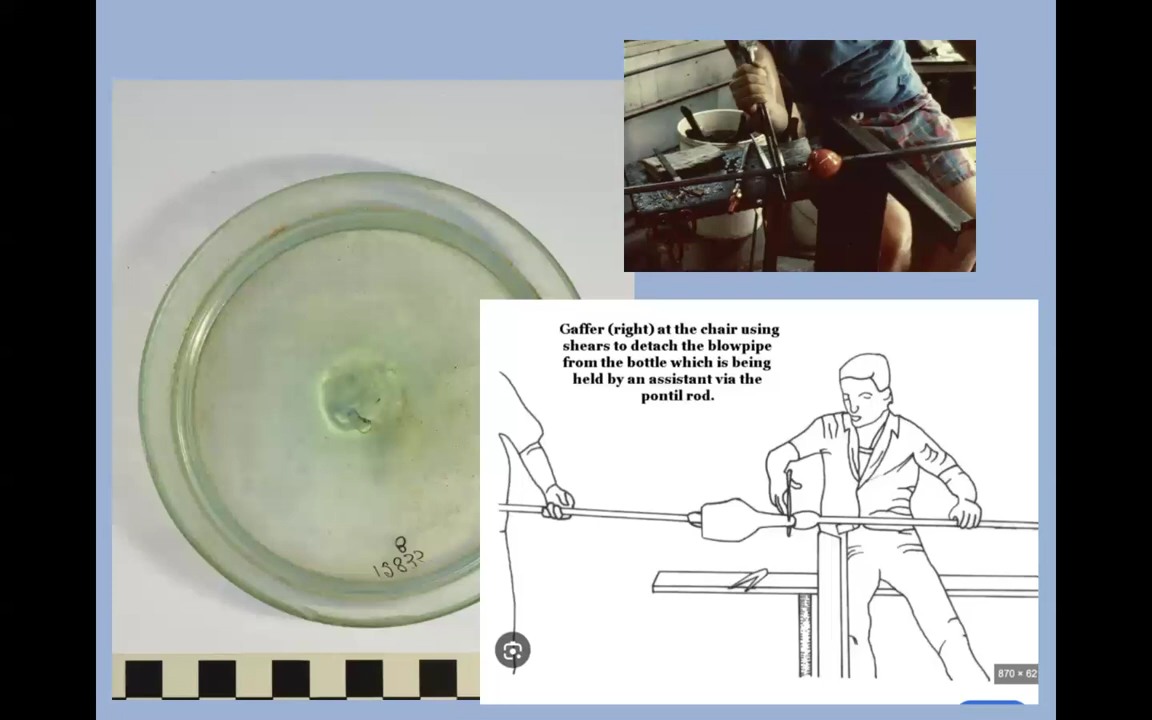 Gaffer (right) at the chair using
shears to detach the blowpipe
from the bottle which is being
held by an assistant via the
pontil rod.
8
870 × 62